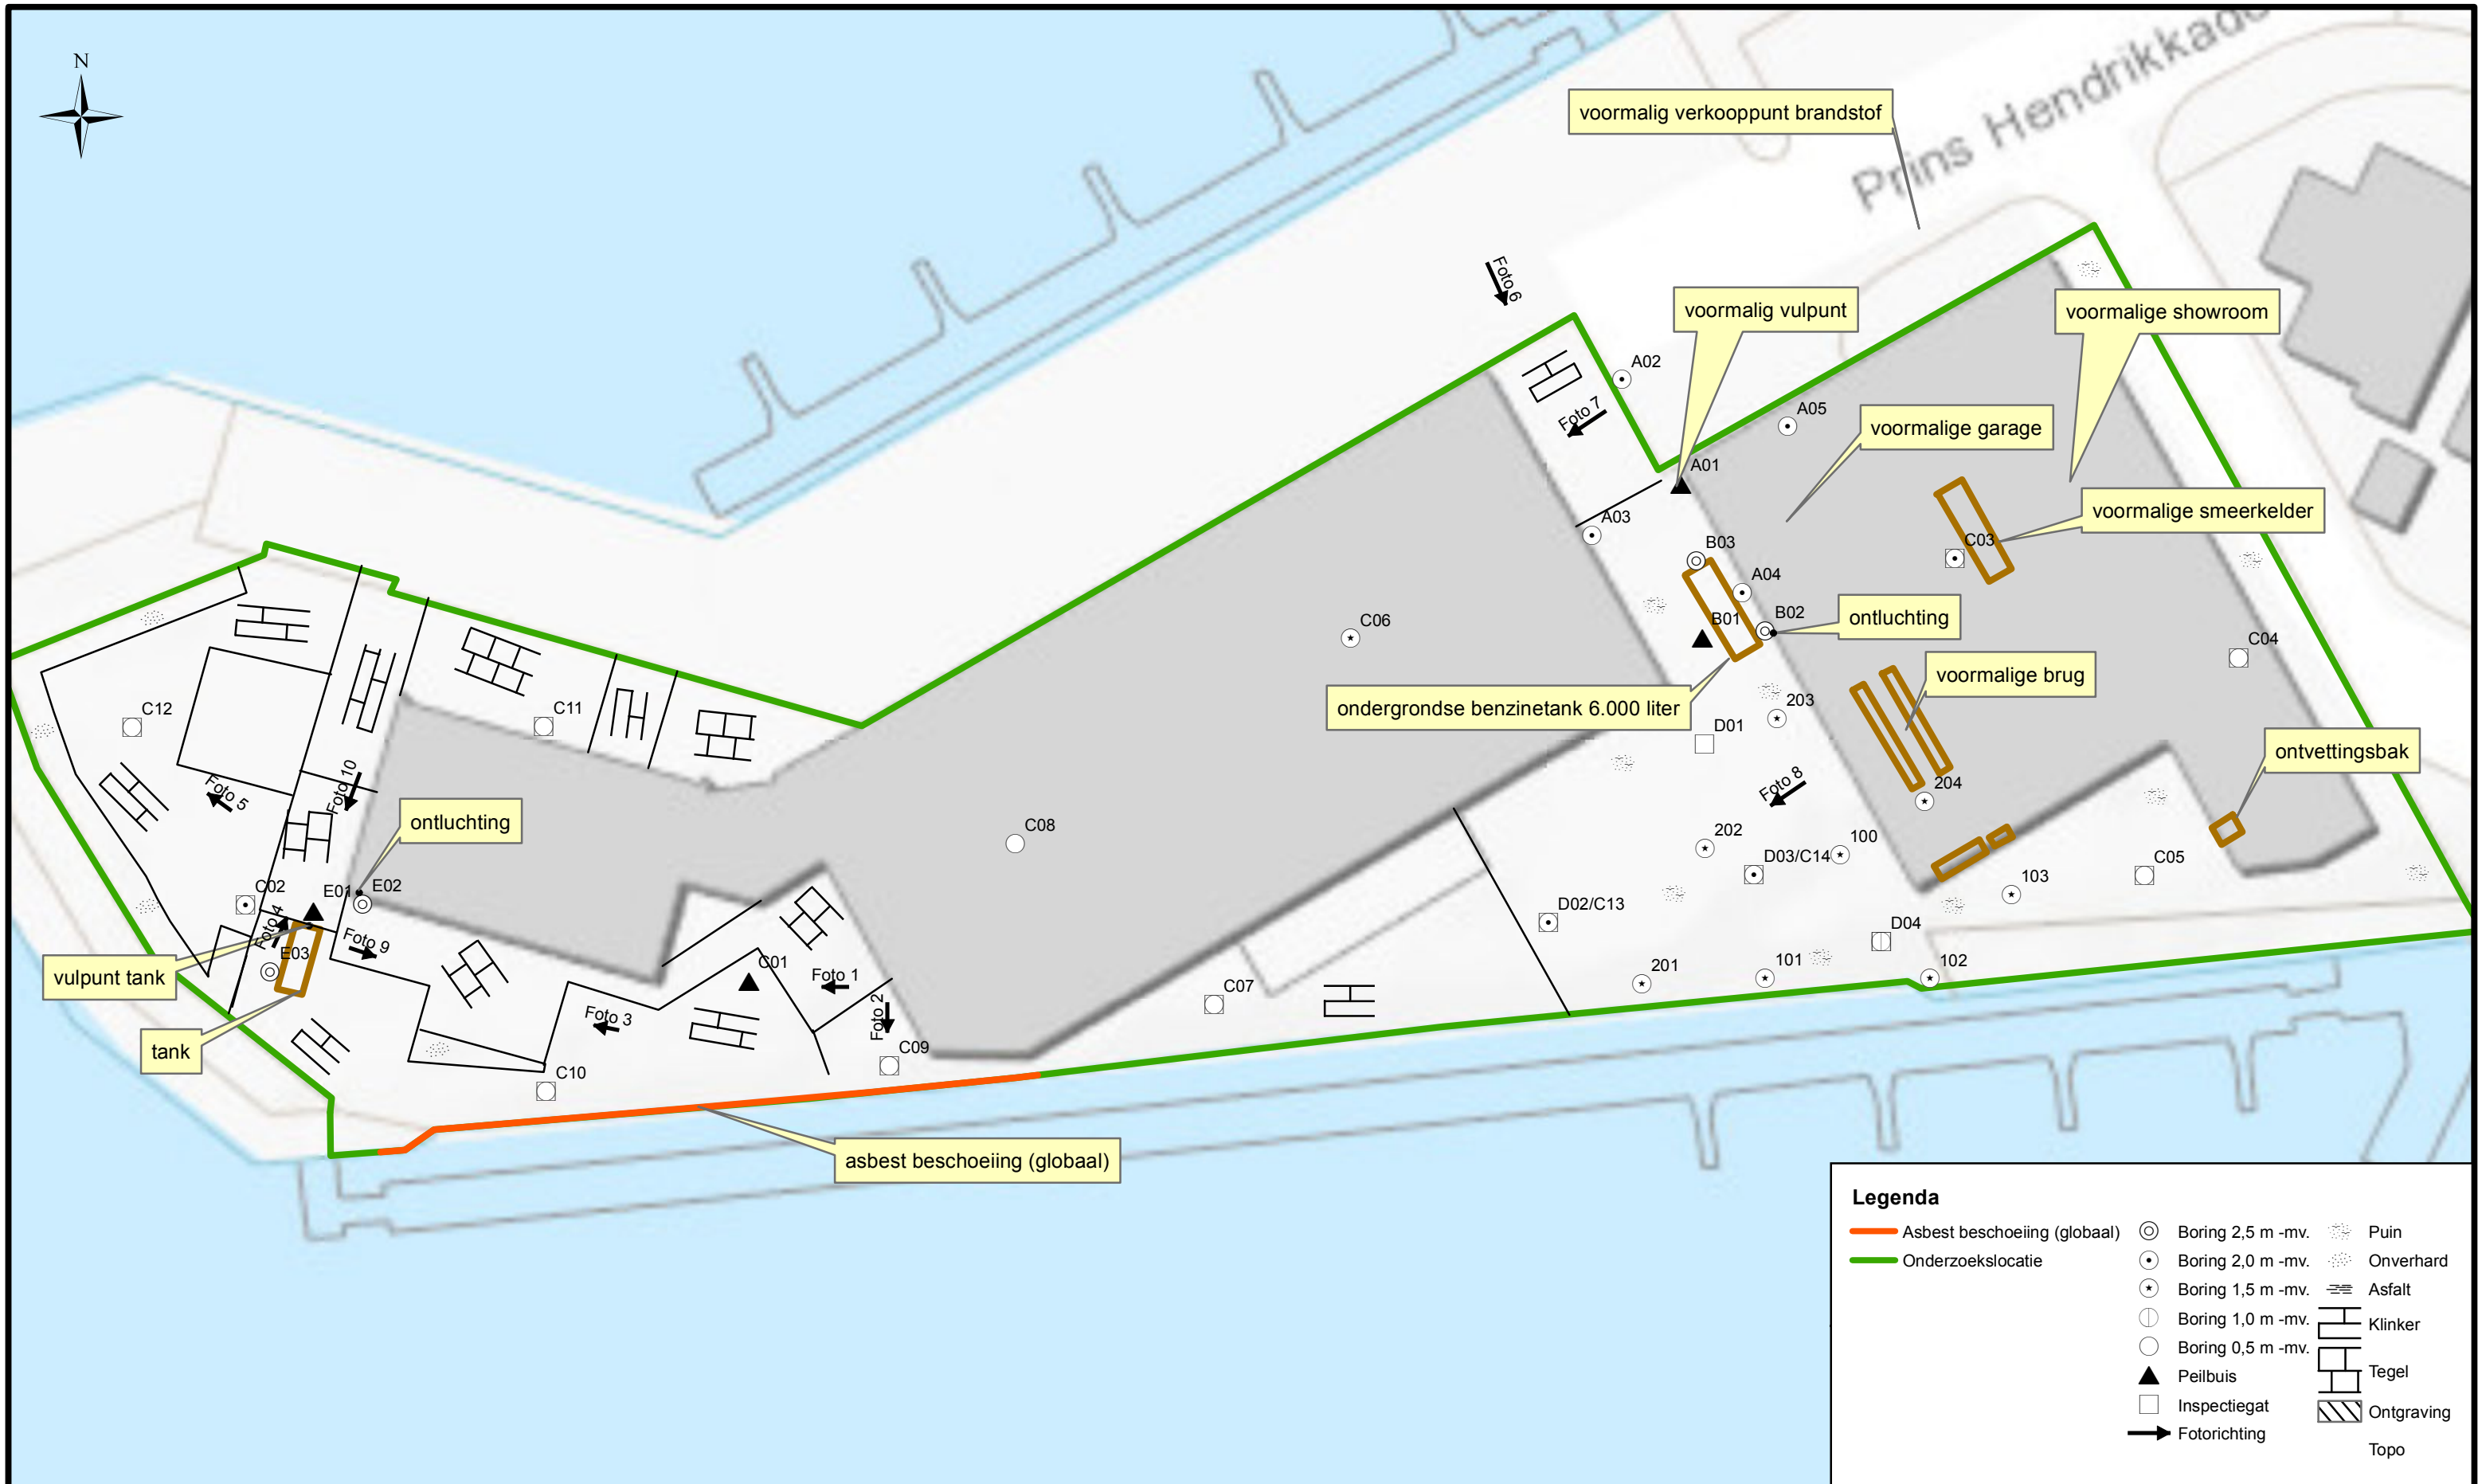 N
Prins Hendrikkade
voormalig verkooppunt brandstof
Foto 6
voormalig vulpunt
voormalige showroom
A02
Foto 7
A05
voormalige garage
A01
voormalige smeerkelder
A03
B03
C03
A04
B01
B02
ontluchting
C06
C04
voormalige brug
ondergrondse benzinetank 6.000 liter
203
D01
C12
C11
ontvettingsbak
Foto 5
Foto 10
Foto 8
204
ontluchting
C08
202
100
D03/C14
C05
103
C02
E01
E02
D02/C13
Foto 4
Foto 9
D04
E03
vulpunt tank
C01
Foto 1
201
101
102
C07
Foto 2
Foto 3
tank
C09
C10
asbest beschoeiing (globaal)
Legenda
Asbest beschoeiing (globaal)
Onderzoekslocatie
Boring 2,5 m -mv.
Boring 2,0 m -mv.
Boring 1,5 m -mv.
Boring 1,0 m -mv.
Boring 0,5 m -mv.
Peilbuis
Inspectiegat
Fotorichting
Puin
Onverhard
Asfalt
Klinker
Tegel
Ontgraving
Topo